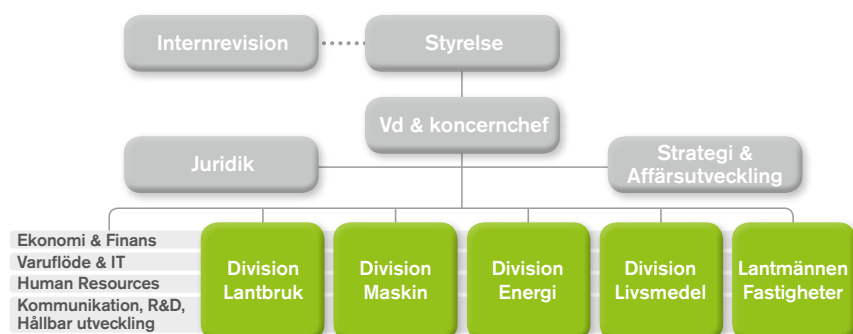 Internrevision
Styrelse
Vd & koncernchef
Juridik
Strategi &
Affärsutveckling
Ekonomi & Finans
Varuflöde & IT
Human Resources
Kommunikation, R&D,
Hållbar utveckling
Division
Lantbruk
Division
Maskin
Division
Energi
Division
Livsmedel
Lantmännen
Fastigheter